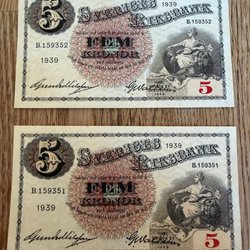 SVERIGES
RIKSBANK
5
1939
B.159352
B.159352
FEM
KRONOR
1939
5
SVERIGES
RIKSBANK
5
1939
B.159351
B.159351
FEM
KRONOR
1939
5